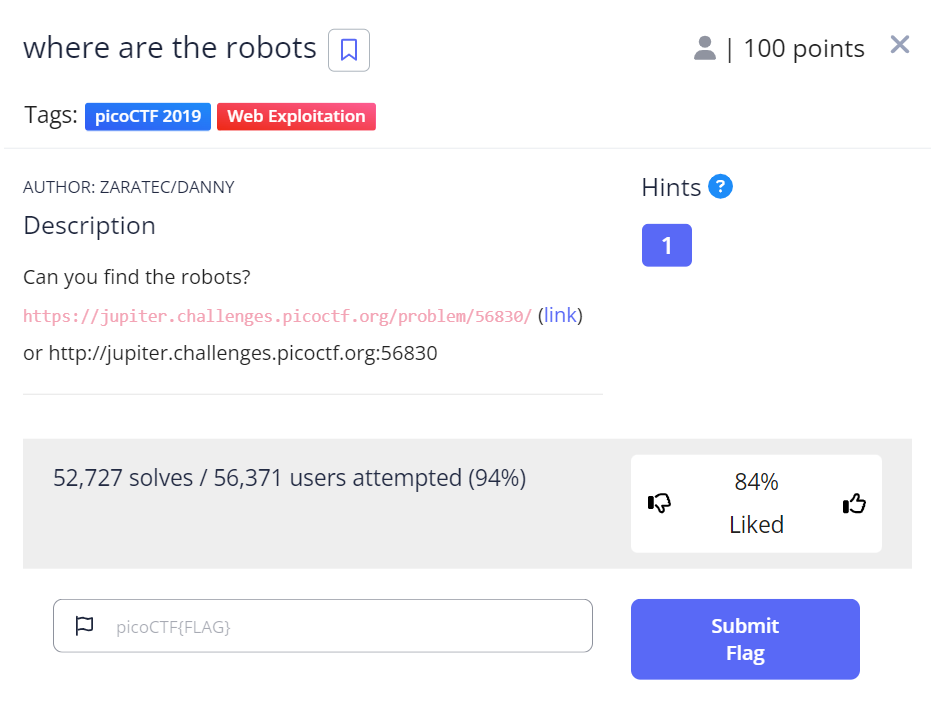 where are the robots
| 100 points
Tags: picoCTF 2019 Web Exploitation
AUTHOR: ZARATEC/DANNY
Hints ?
Description
1
Can you find the robots?
https://jupiter.challenges.picoctf.org/problem/56830/ (link)
or http://jupiter.challenges.picoctf.org:56830
52,727 solves / 56,371 users attempted (94%)
84%
Liked
picoCTF{FLAG}
Submit
Flag